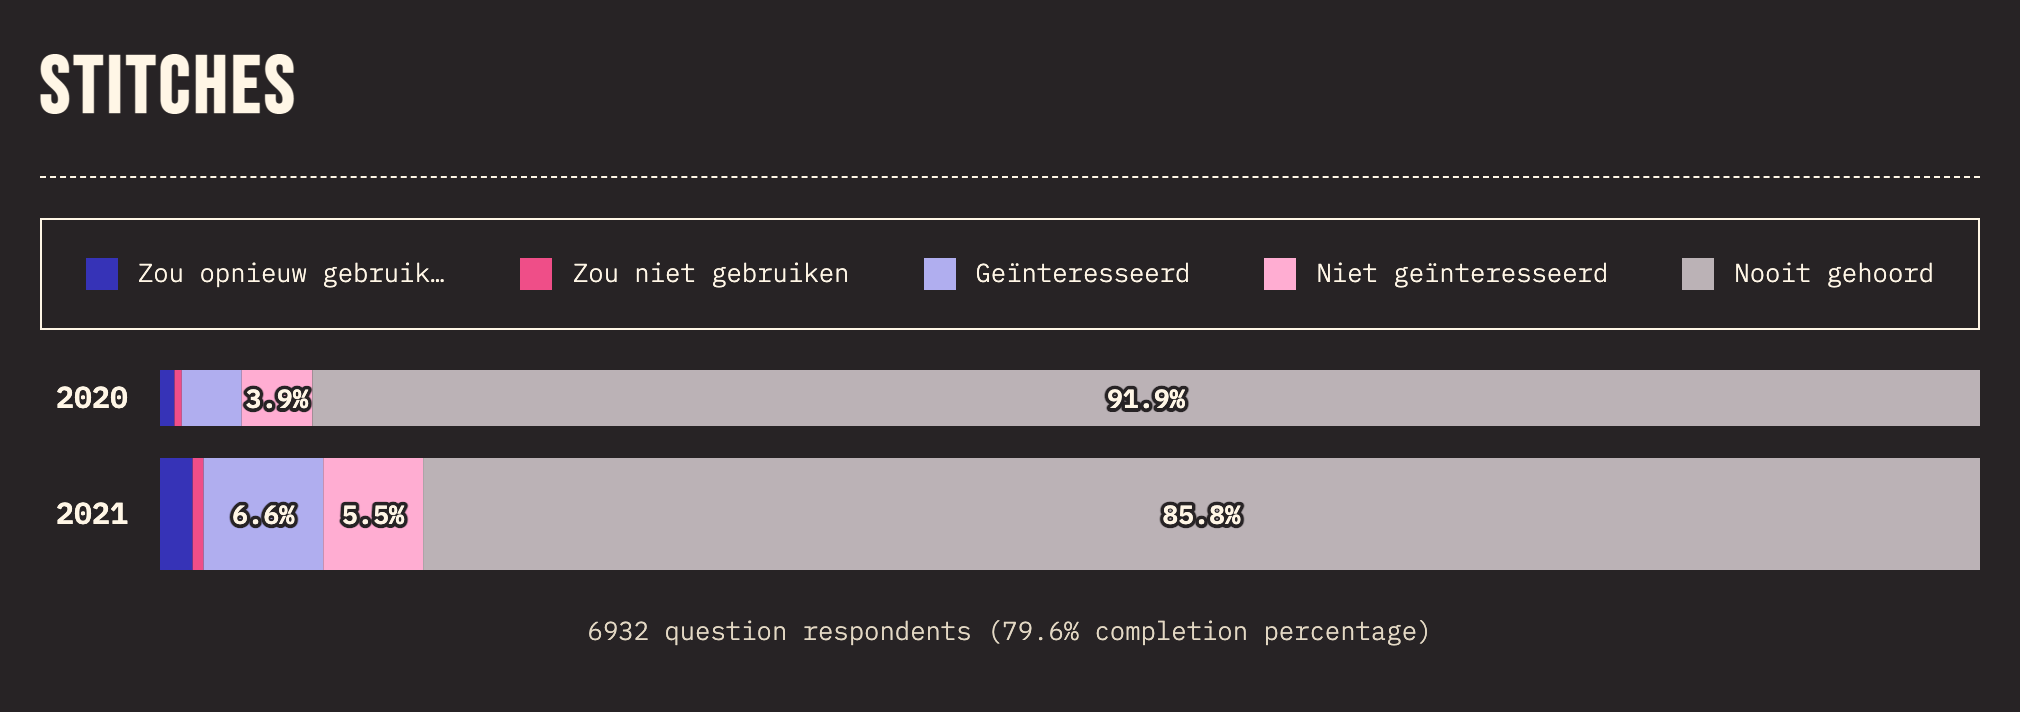 STITCHES
Zou opnieuw gebruik… Zou niet gebruiken Geïnteresseerd Niet geïnteresseerd Nooit gehoord
2020 3.9% 91.9%
2021 6.6% 5.5% 85.8%
6932 question respondents (79.6% completion percentage)